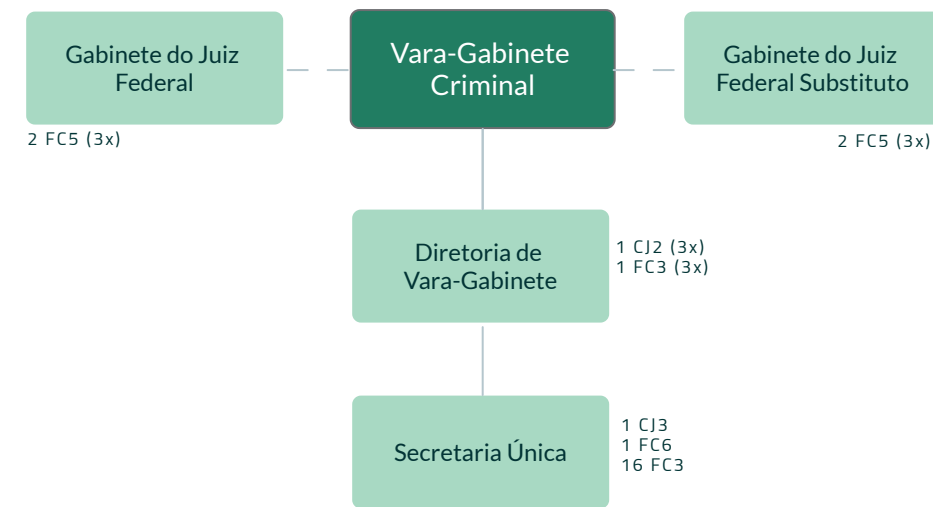 Gabinete do Juiz
Federal
2 FC5 (3x)
Vara-Gabinete
Criminal
Gabinete do Juiz
Federal Substituto
2 FC5 (3x)
Diretoria de
Vara-Gabinete
1 CJ2 (3x)
1 FC3 (3x)
Secretaria Única
1 CJ3
1 FC6
16 FC3